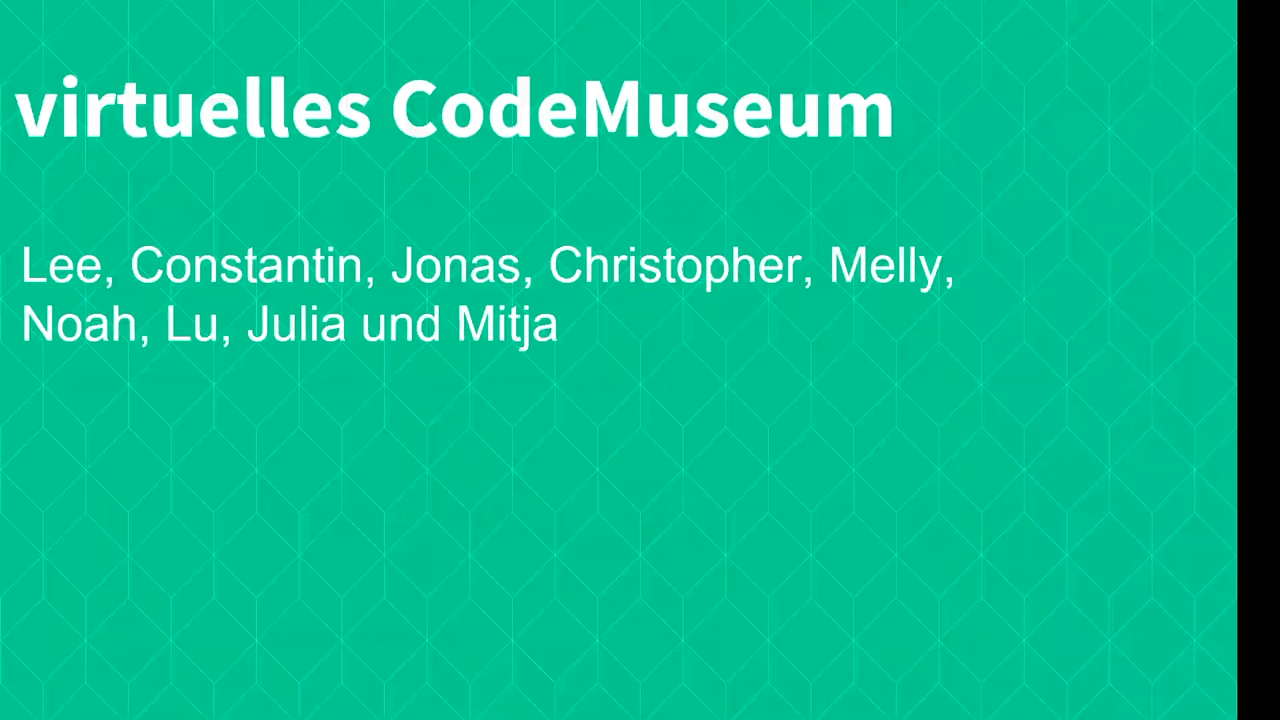 virtuelles CodeMuseum
Lee, Constantin, Jonas, Christopher, Melly,
Noah, Lu, Julia und Mitja